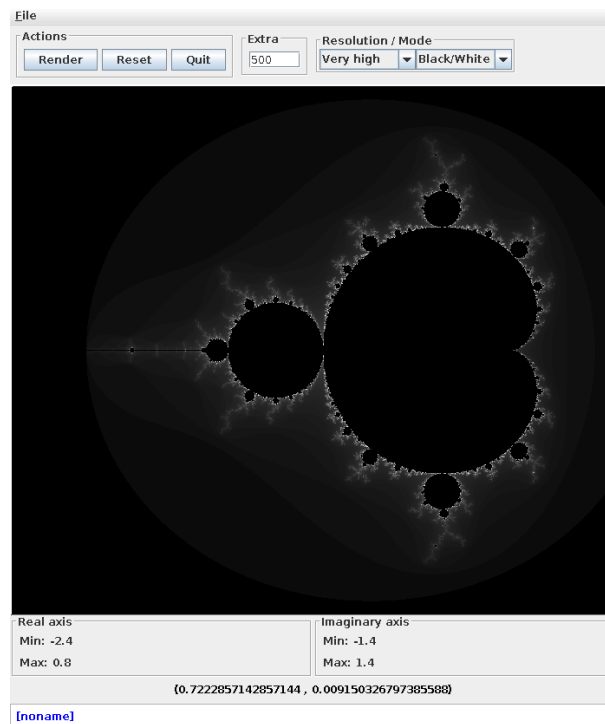 File
Actions
Render Reset Quit
Extra
500
Resolution / Mode
Very high Black/White
Real axis
Min: -2.4
Max: 0.8
Imaginary axis
Min: -1.4
Max: 1.4
(0.7222857142857144 , 0.009150326797385588)
[noname]